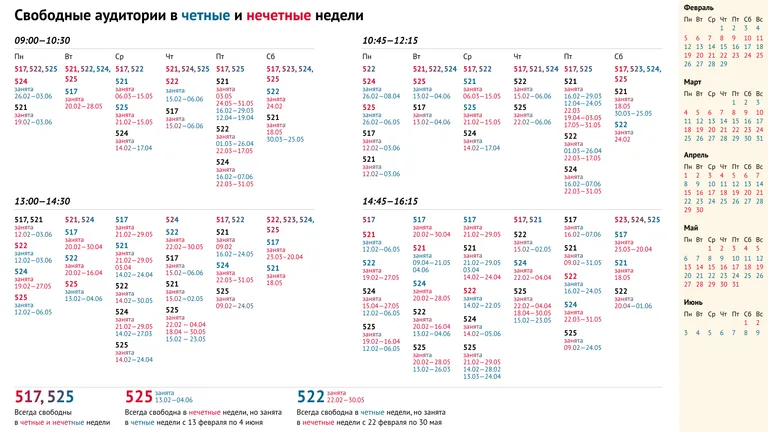 Свободные аудитории в четные и нечетные недели
09:00—10:30
Пн
517, 522, 525
524
занята
26.02—03.06
521
занята
19.02—03.06
Вт
521, 522, 524,
525
517
занята
20.02—28.05
Ср
517, 522
521
занята
06.03—15.05
525
занята
21.02—15.05
524
занята
14.02—17.04
Чт
521, 524, 525
522
занята
15.02—06.06
517
занята
15.02—06.06
Пт
517, 525
521
занята
03.05
24.05—31.05
16.02—29.03
12.04—19.04
522
занята
01.03—26.04
22.03—17.05
524
занята
16.02—07.06
22.03—31.05
Сб
517, 523, 524,
525
522
занята
24.02
521
занята
18.05
30.03—25.05
10:45—12:15
Пн
522
524
занята
26.02—08.04
525
занята
26.02—06.05
517
занята
12.02—03.06
521
занята
12.02—03.06
Вт
521, 522
525
занята
13.02—04.06
517
занята
13.02—04.06
Ср
517, 522
521
занята
06.03—15.05
525
занята
21.02—15.05
524
занята
14.02—17.04
Чт
517, 521, 524
522
занята
15.02—06.06
525
занята
22.02—06.06
Пт
517, 525
521
занята
16.02—29.03
12.04—24.05
522
занята
19.04—03.05
17.05—31.05
522
занята
01.03—26.04
22.03—17.05
524
занята
16.02—07.06
22.03—31.05
Сб
517, 523, 524,
525
521
занята
18.05
30.03—25.05
522
занята
24.02
13:00—14:30
517, 521
занята
12.02—03.06
522
занята
12.02—03.06
524
занята
19.02—27.05
525
занята
12.02—06.05
521, 524
517
занята
20.02—30.04
522
занята
20.02—16.04
525
занята
13.02—04.06
517
занята
21.02—29.05
521
занята
21.02—29.05
03.04
14.02—24.04
522
занята
14.02—30.05
524
занята
21.02—29.05
14.02—27.03
525
занята
14.02—24.04
524
522
занята
22.02—30.05
517
занята
15.02—06.06
521
занята
15.02—02.05
525
занята
22.02 — 04.04
18.04 — 30.05
15.02 — 23.05
517, 522
521
занята
09.02
16.02—24.05
524
занята
22.03—31.05
525
занята
09.02—24.05
522, 523, 524,
525
517
занята
23.03—20.04
521
занята
18.05
14:45—16:15
517
521
занята
12.02—06.05
522
занята
19.02—27.05
524
занята
15.04—27.05
12.02—06.05
525
занята
19.02—16.04
12.02—06.05
517
занята
20.02—30.04
521
занята
09.04—21.05
04.06
524
занята
20.02—28.05
522
занята
20.02—16.04
13.02—04.06
525
занята
20.02—28.05
13.02—26.03
517
занята
21.02—29.05
521
занята
21.02—29.05
03.04
14.02—24.04
522
занята
14.02—22.05
524
занята
14.02—05.06
525
занята
21.02—29.05
14.02—28.02
13.03—24.04
517, 521
522
занята
15.02—02.05
524
занята
22.02—04.04
525
занята
22.02—04.04
18.04—30.05
15.02—23.05
517
занята
16.02—07.06
521
занята
09.02—31.05
522
занята
16.02—24.05
524
занята
22.03—31.05
525
занята
09.02—24.05
523, 524, 525
517
занята
23.03—20.04
521
занята
18.05
522
занята
20.04—01.06
517, 525
Всегда свободны
в четные и нечетные недели
525 занята
13.02—04.06
Всегда свободна в нечетные недели, но занята
в четные недели с 13 февраля по 4 июня
522 занята
22.02—30.05
Всегда свободна в четные недели, но занята
в нечетные недели с 22 февраля по 30 мая
Февраль
Пн Вт Ср Чт Пт Сб Вс
1 2 3 4
5 6 7 8 9 10 11
12 13 14 15 16 17 18
19 20 21 22 23 24 25
26 27 28 29
Март
Пн Вт Ср Чт Пт Сб Вс
1 2 3
4 5 6 7 8 9 10
11 12 13 14 15 16 17
18 19 20 21 22 23 24
25 26 27 28 29 30 31
Апрель
Пн Вт Ср Чт Пт Сб Вс
1 2 3 4 5 6 7
8 9 10 11 12 13 14
15 16 17 18 19 20 21
22 23 24 25 26 27 28
29 30
Май
Пн Вт Ср Чт Пт Сб Вс
1 2 3 4 5
6 7 8 9 10 11 12
13 14 15 16 17 18 19
20 21 22 23 24 25 26
27 28 29 30 31
Июнь
Пн Вт Ср Чт Пт Сб Вс
1 2
3 4 5 6 7 8 9